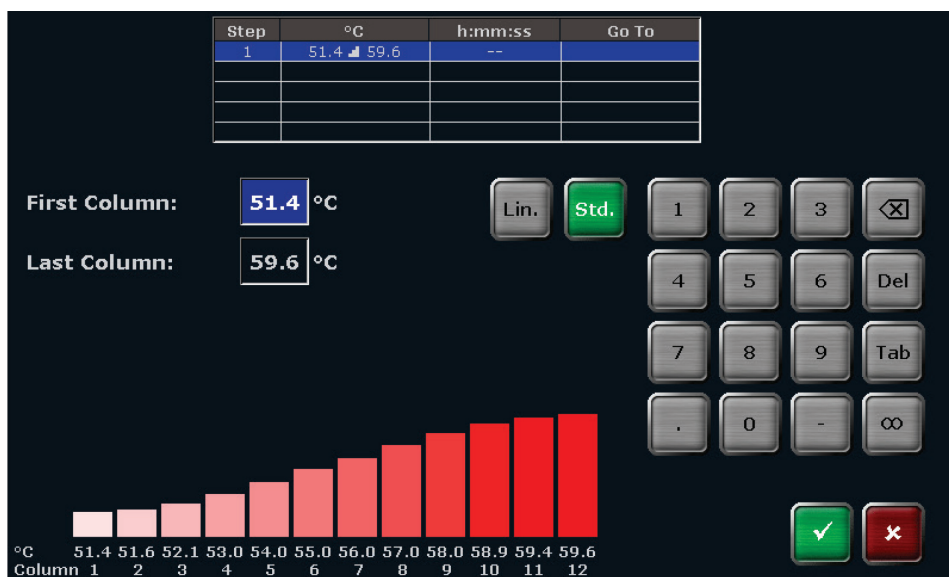 Step °C h:mm:ss Go To
1 51.4 59.6 --
First Column: 51.4 °C Lin. Std. 1 2 3
Last Column: 59.6 °C 4 5 6 Del
7 8 9 Tab
. 0 - ∞
°C 51.4 51.6 52.1 53.0 54.0 55.0 56.0 57.0 58.0 58.9 59.4 59.6
Column 1 2 3 4 5 6 7 8 9 10 11 12